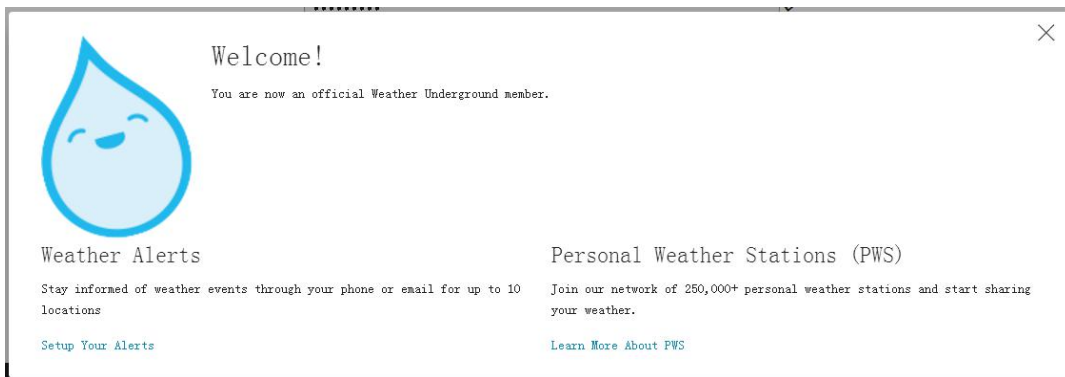 Welcome!
You are now an official Weather Underground member.
Weather Alerts
Stay informed of weather events through your phone or email for up to 10
locations
Setup Your Alerts
Personal Weather Stations (PWS)
Join our network of 250,000+ personal weather stations and start sharing
your weather.
Learn More About PWS